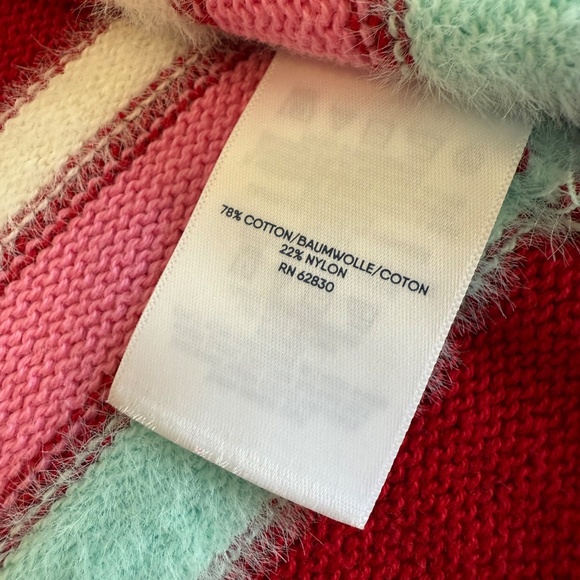 78% COTTON/BAUMWOLLE/COTON
22% NYLON
RN 62830